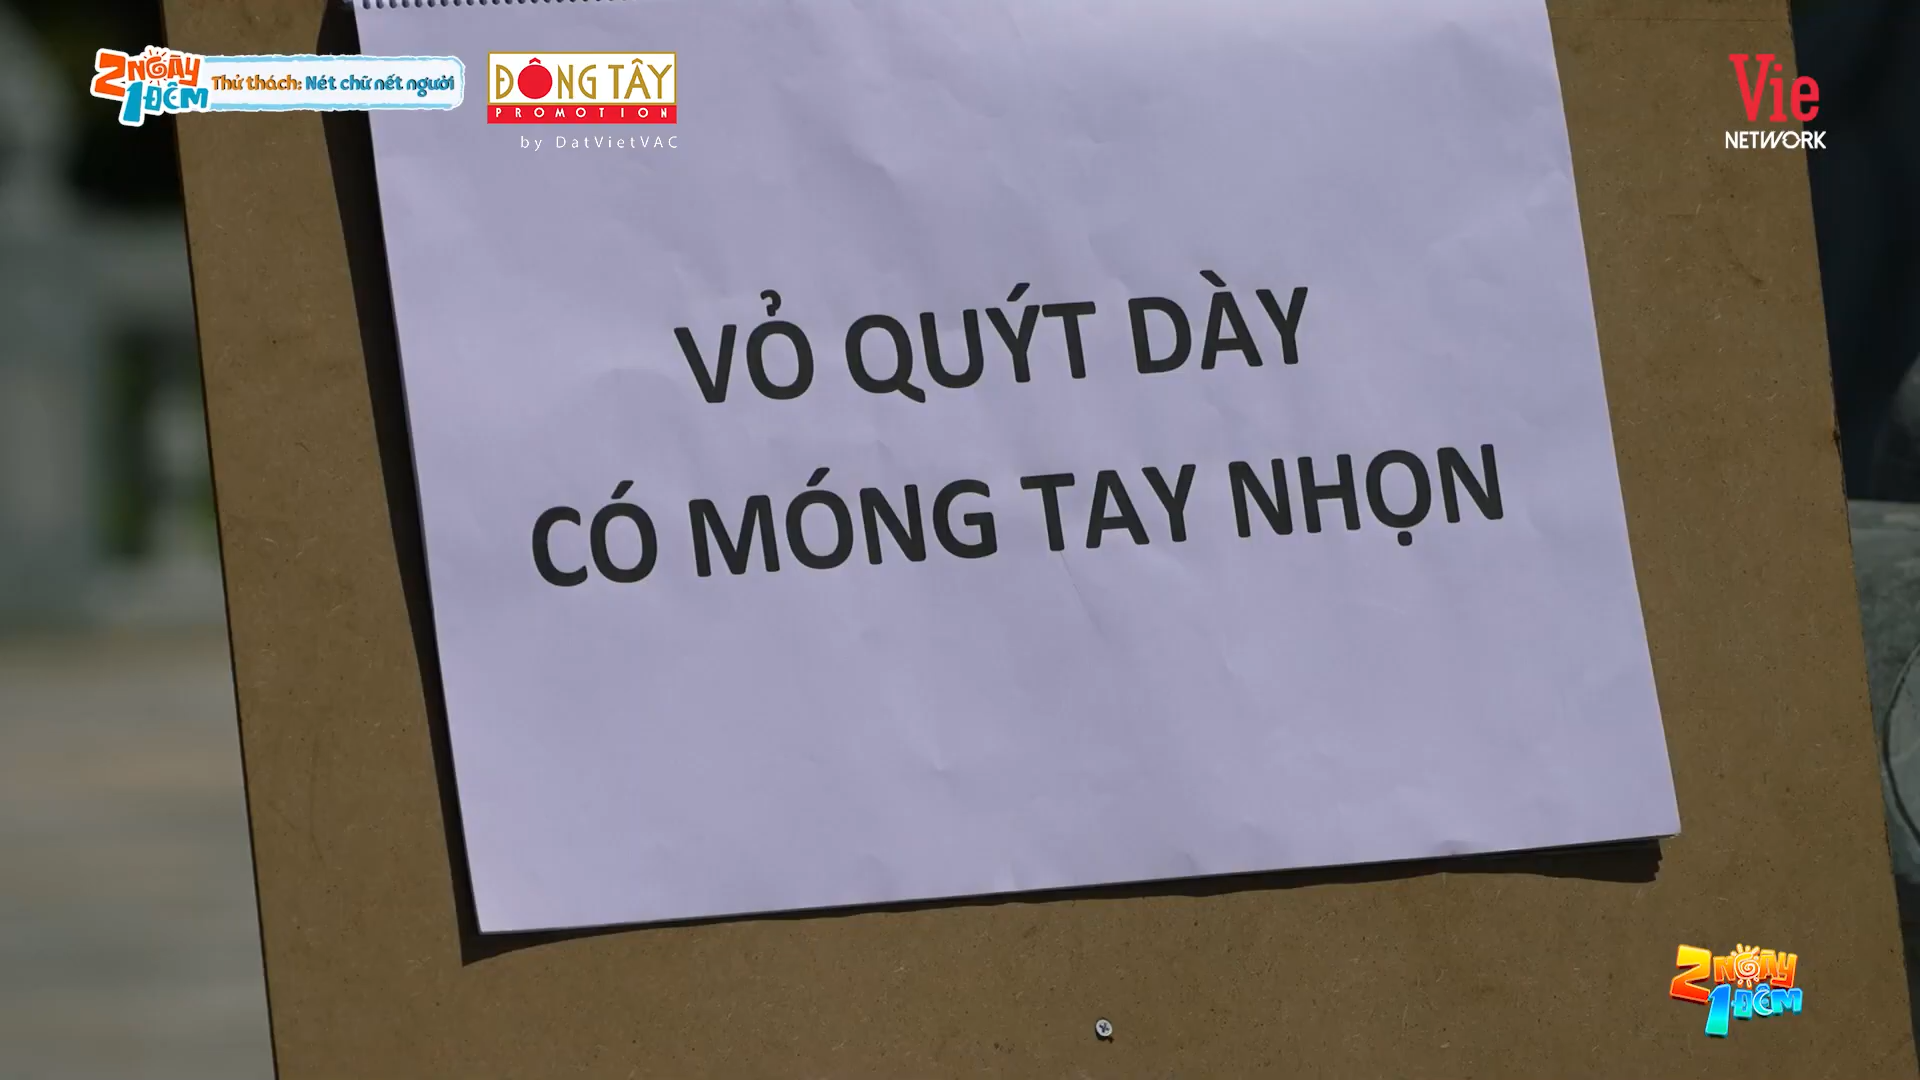 2 NGÀY 1 ĐÊM
Thử thách: Nét chữ nết người
ĐÔNG TÂY
PROMOTION
by DatVietVAC
Vie
NETWORK
VỎ QUÝT DÀY
CÓ MÓNG TAY NHỌN
2 NGÀY 1 ĐÊM